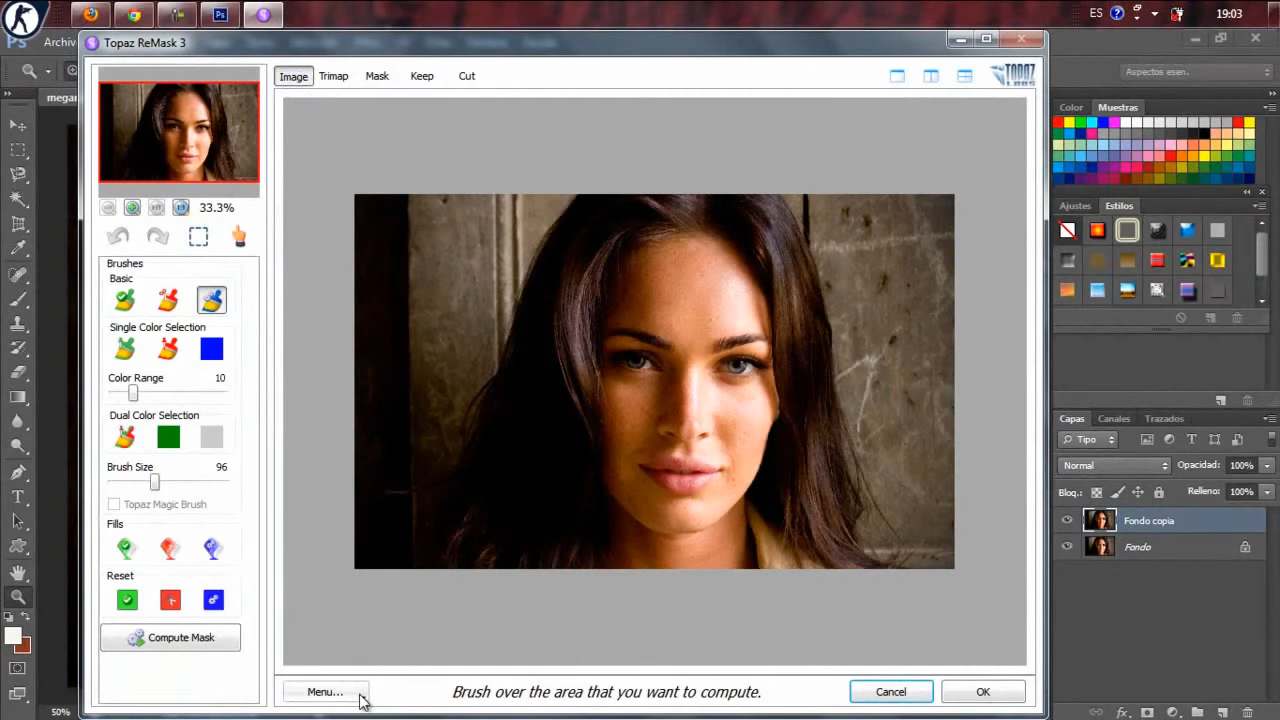 ES
19:03
Topaz ReMask 3
Ps
Archiv
Aspectos esen.
Image Trimap Mask Keep Cut
TOPAZ
LABS
megan
Color Muestras
33.3%
Ajustes Estilos
Brushes
Basic
Single Color Selection
Color Range 10
Dual Color Selection
Brush Size 96
Topaz Magic Brush
Fills
Reset
Compute Mask
Capas Canales Trazados
Tipo
Normal Opacidad: 100%
Bloq.: Relleno: 100%
Fondo copia
Fondo
Menu... Brush over the area that you want to compute. Cancel OK
50%
fx